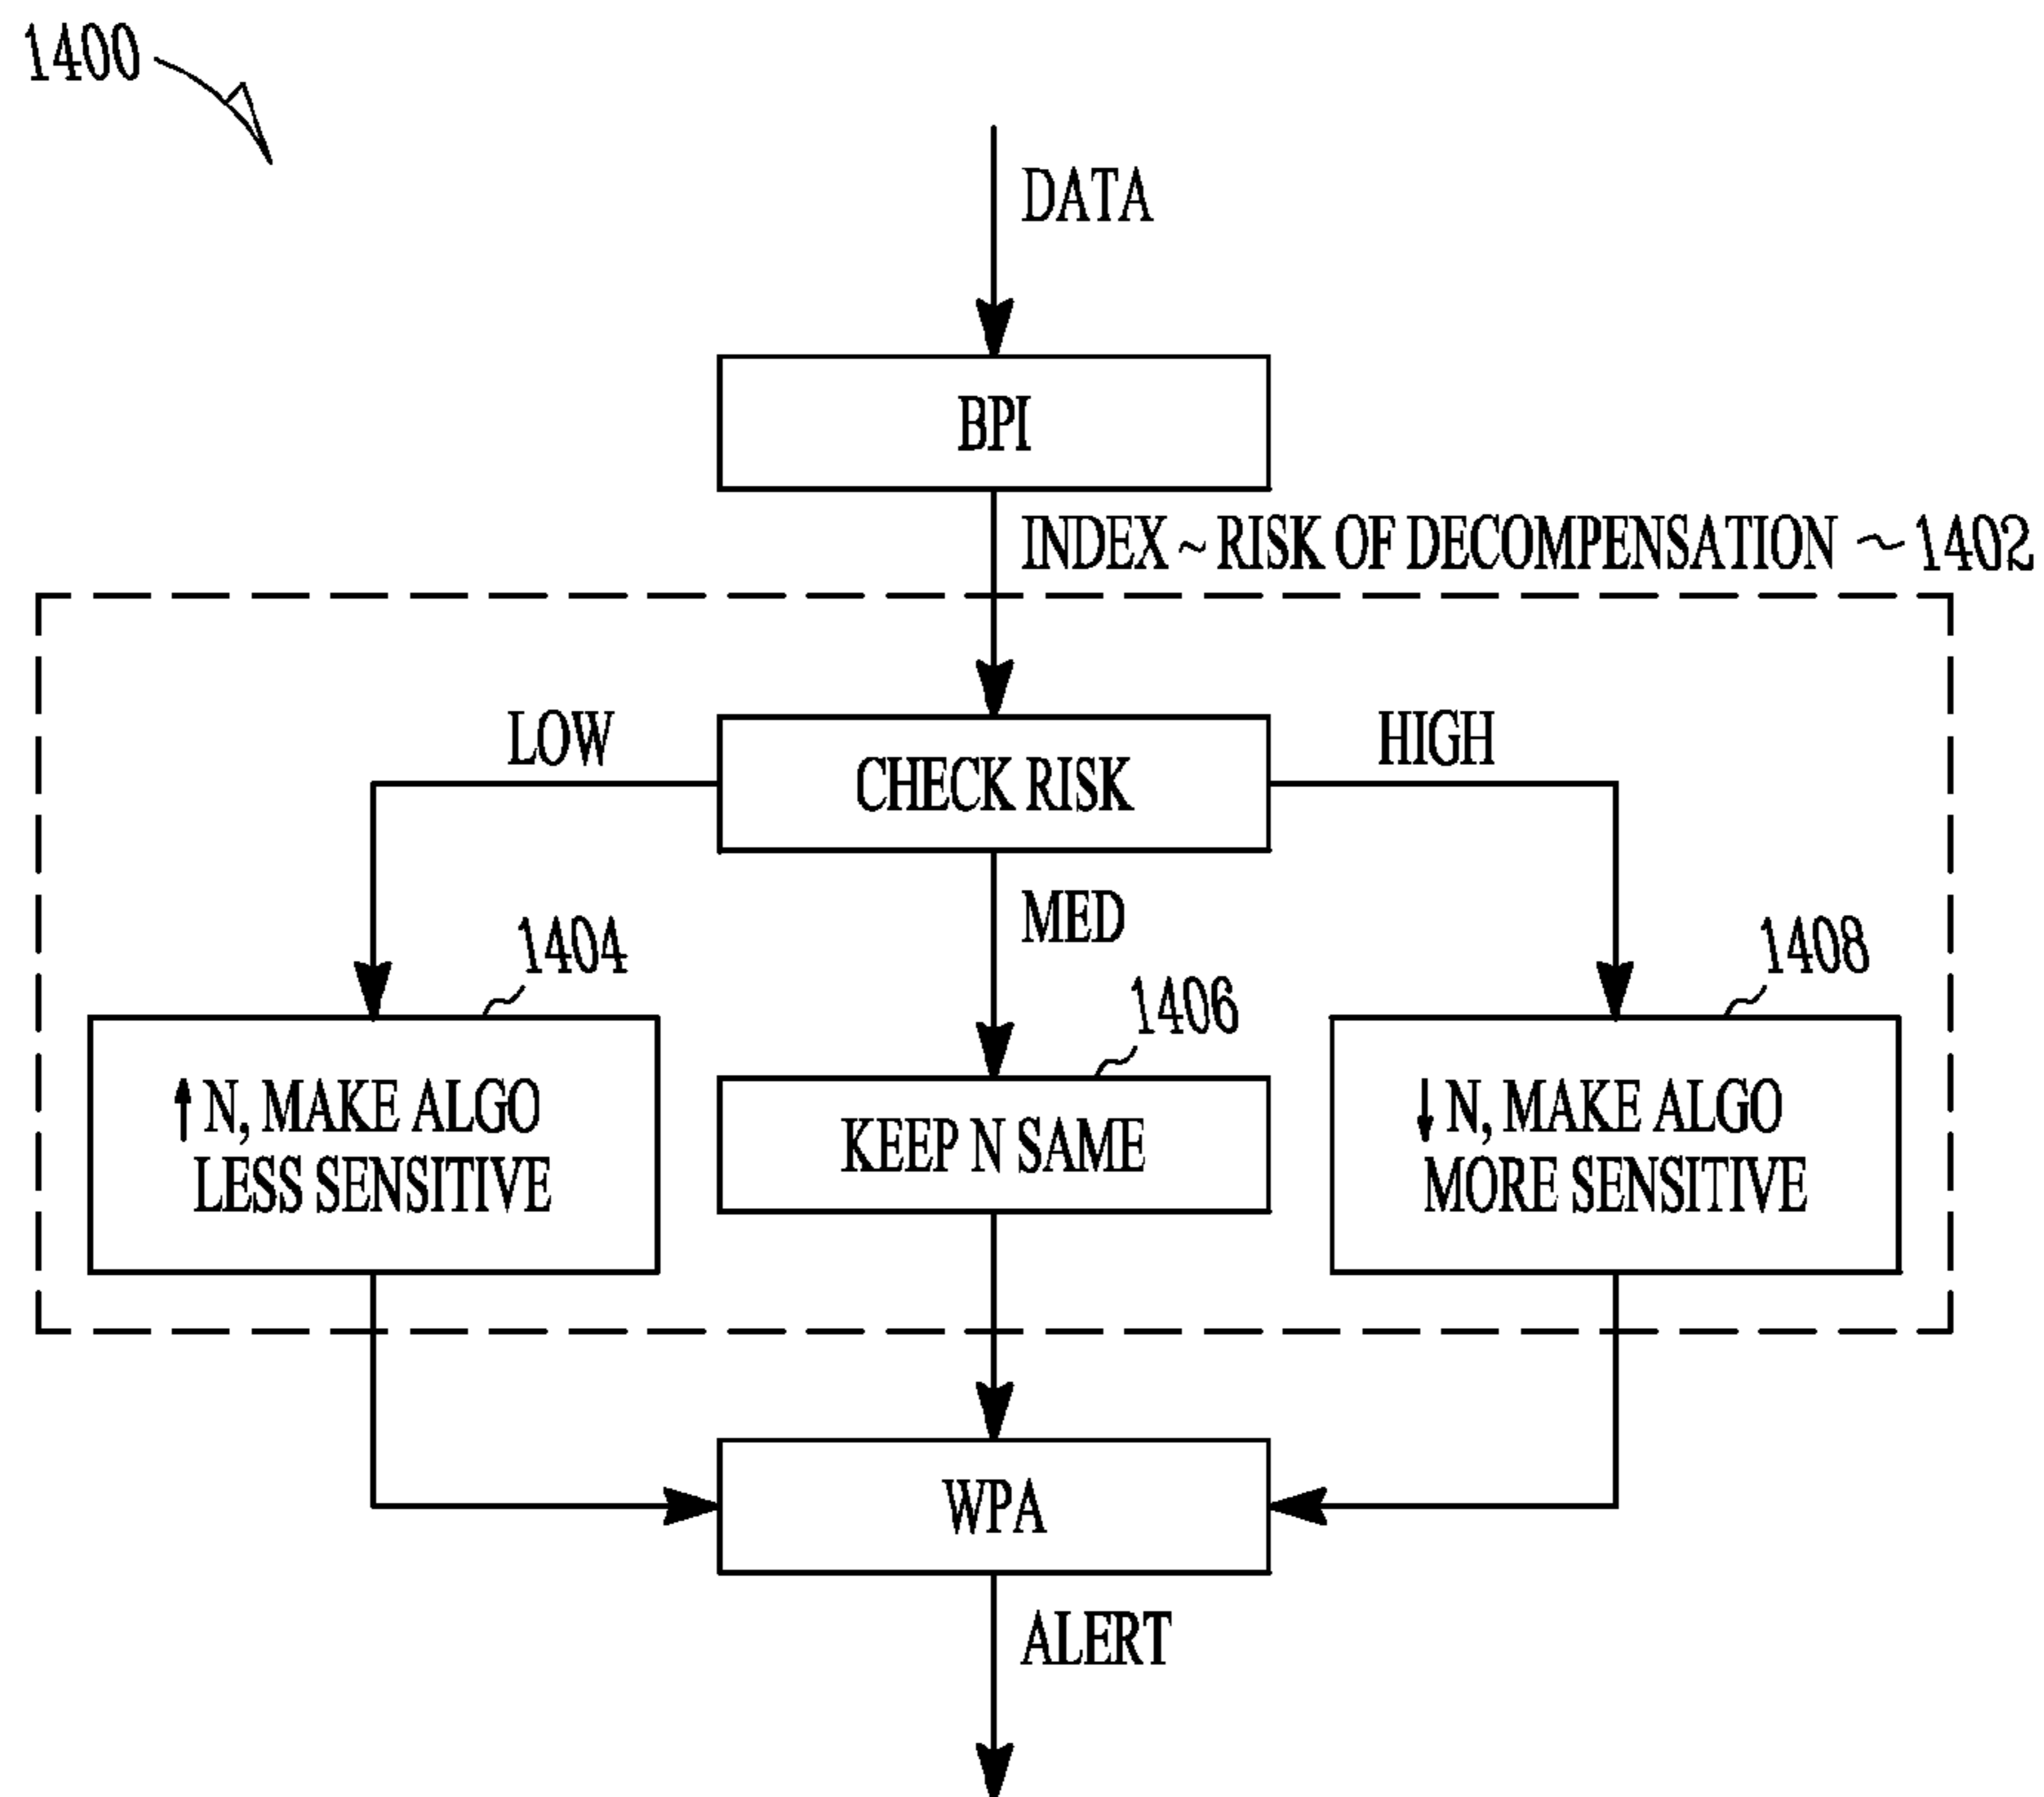 1400
DATA
BPI
INDEX ~ RISK OF DECOMPENSATION ~ 1402
LOW
CHECK RISK
HIGH
MED
1404
1406
1408
↑ N, MAKE ALGO
LESS SENSITIVE
KEEP N SAME
↓ N, MAKE ALGO
MORE SENSITIVE
WPA
ALERT